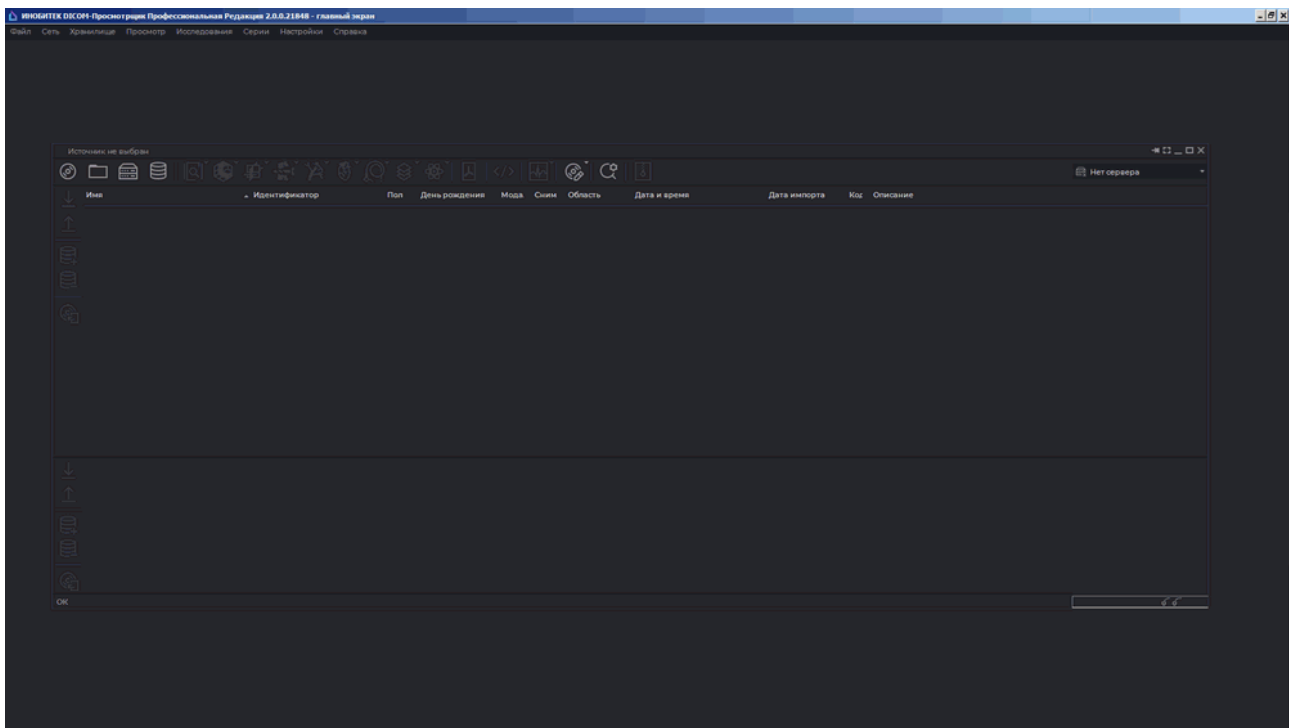 ИНОБИТЕК DICOM-Просмотрщик Профессиональная Редакция 2.0.0.21848 - главный экран
Файл Сеть Хранилище Просмотр Исследования Серии Настройки Справка
Источник не выбран
Нет сервера
Имя Идентификатор Пол День рождения Мода Сним Область Дата и время Дата импорта Кол Описание
OK